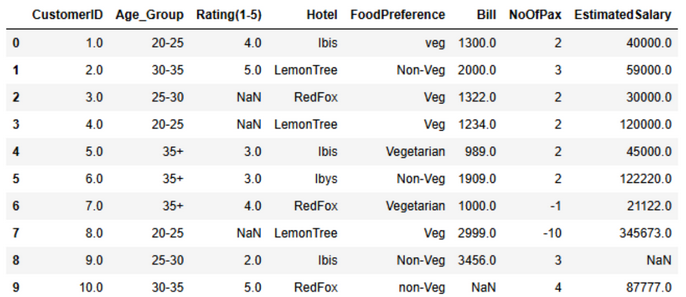 CustomerID Age_Group Rating(1-5) Hotel FoodPreference Bill NoOfPax EstimatedSalary
0 1.0 20-25 4.0 Ibis veg 1300.0 2 40000.0
1 2.0 30-35 5.0 LemonTree Non-Veg 2000.0 3 59000.0
2 3.0 25-30 NaN RedFox Veg 1322.0 2 30000.0
3 4.0 20-25 NaN LemonTree Veg 1234.0 2 120000.0
4 5.0 35+ 3.0 Ibis Vegetarian 989.0 2 45000.0
5 6.0 35+ 3.0 Ibys Non-Veg 1909.0 2 122220.0
6 7.0 35+ 4.0 RedFox Vegetarian 1000.0 -1 21122.0
7 8.0 20-25 NaN LemonTree Veg 2999.0 -10 345673.0
8 9.0 25-30 2.0 Ibis Non-Veg 3456.0 3 NaN
9 10.0 30-35 5.0 RedFox non-Veg NaN 4 87777.0